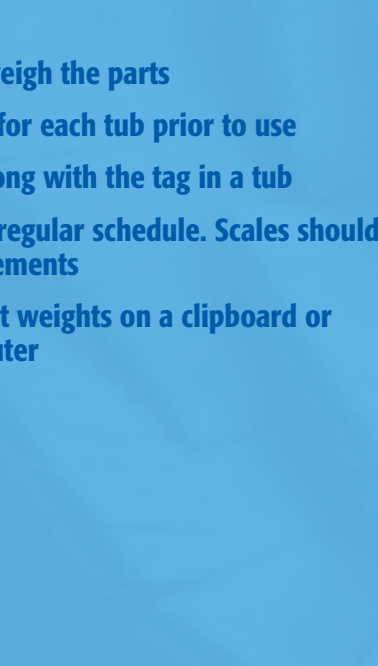 eigh the parts
for each tub prior to use
ong with the tag in a tub
regular schedule. Scales should
ements
t weights on a clipboard or
uter